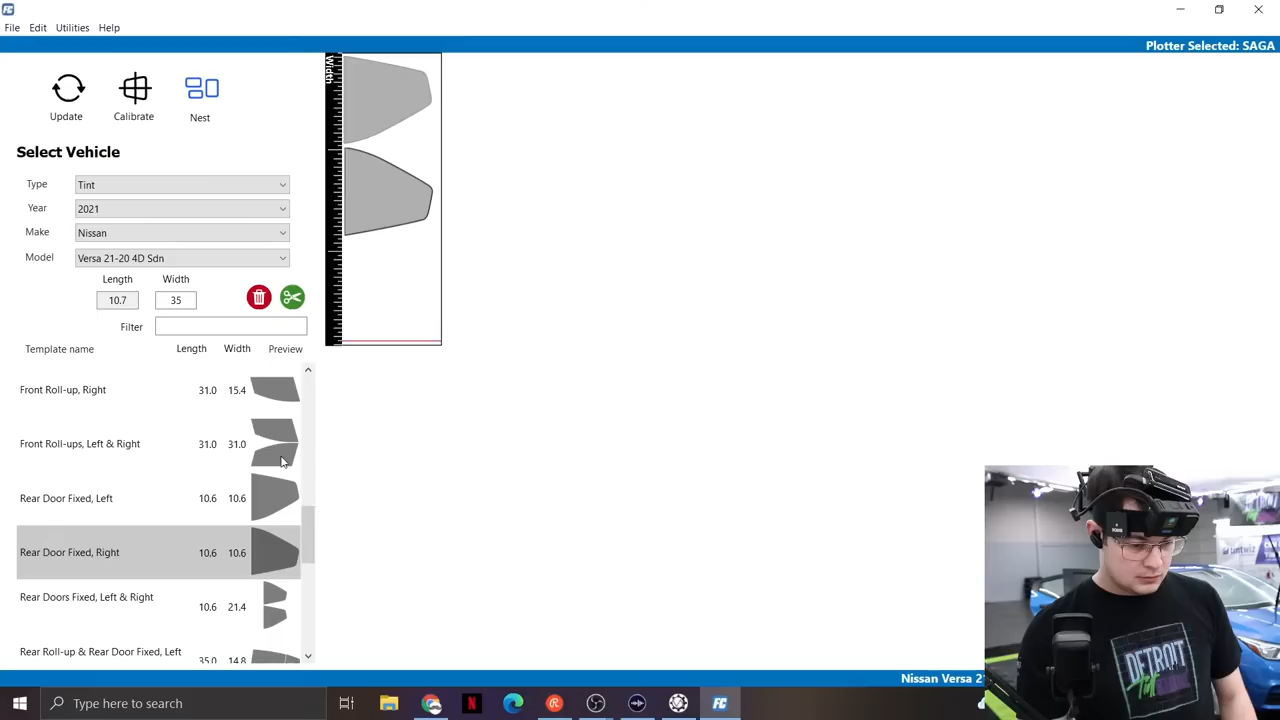 FC
File Edit Utilities Help
Plotter Selected: SAGA
Update Calibrate Nest
Select Vehicle
Type Tint
Year 2021
Make Nissan
Model Versa 21-20 4D Sdn
Length Width
10.7 35
Filter
Template name Length Width Preview
Front Roll-up, Right 31.0 15.4
Front Roll-ups, Left & Right 31.0 31.0
Rear Door Fixed, Left 10.6 10.6
Rear Door Fixed, Right 10.6 10.6
Rear Doors Fixed, Left & Right 10.6 21.4
Rear Roll-up & Rear Door Fixed, Left 35.0 14.8
Width
Nissan Versa 2
Type here to search
FC
DETROIT
tintwiz